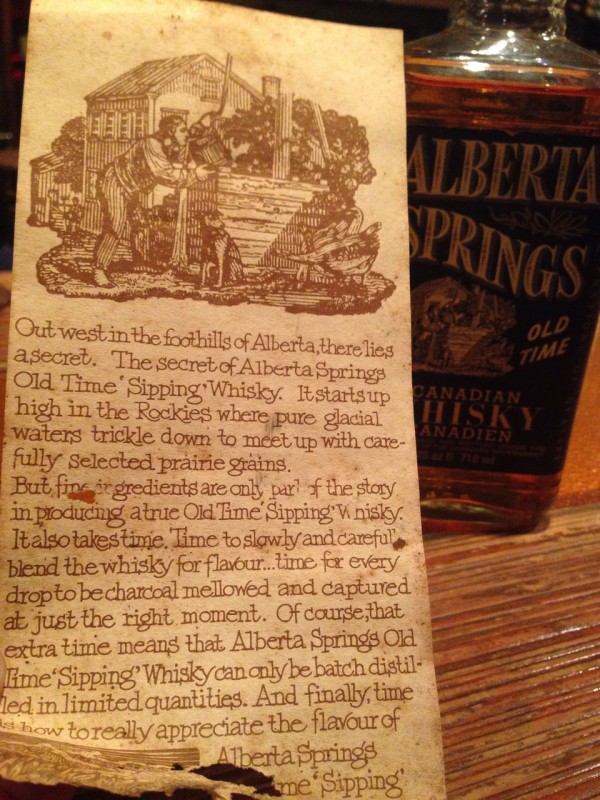 Out west in the foothills of Alberta, there lies
a secret. The secret of Alberta Springs
Old Time 'Sipping' Whisky. It starts up
high in the Rockies where pure glacial
waters trickle down to meet up with care-
fully selected prairie grains.
But fine ingredients are only part of the story
in producing a true Old Time 'Sipping' Whisky.
It also takes time. Time to slowly and carefully
blend the whisky for flavour...time for every
drop to be charcoal mellowed and captured
at just the right moment. Of course, that
extra time means that Alberta Springs Old
Time 'Sipping' Whisky can only be batch distil-
led in limited quantities. And finally, time
how to really appreciate the flavour of
Alberta Springs
me 'Sipping'
ALBERTA
SPRINGS
OLD
TIME
CANADIAN
WHISKY
CANADIEN
710 ml